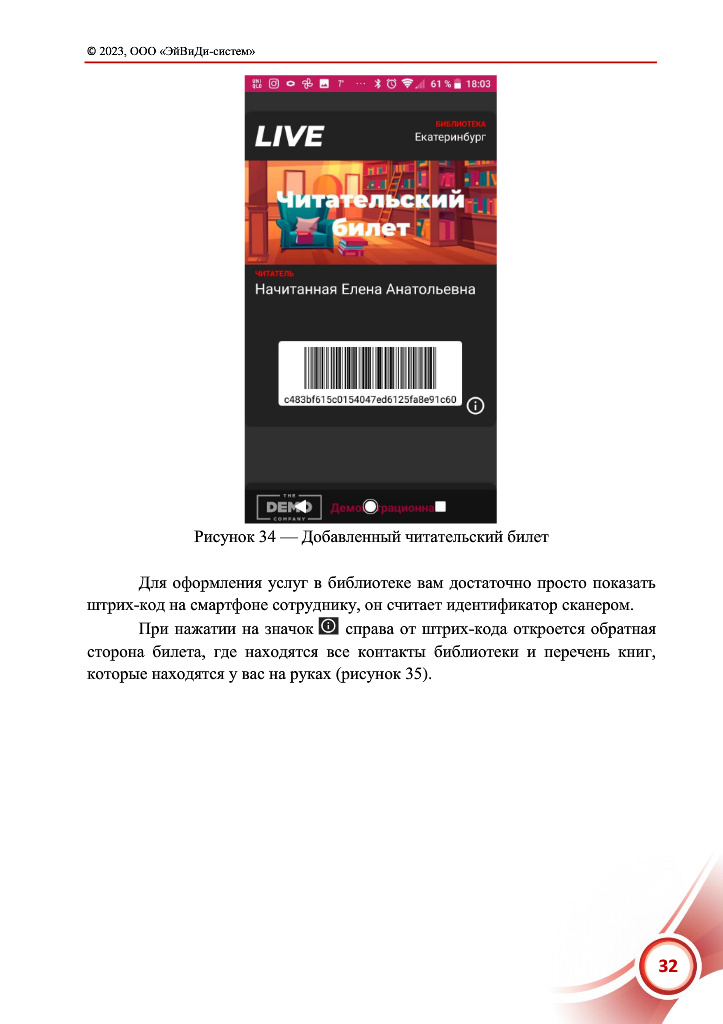 © 2023, ООО «ЭйВиДи-систем»
UNI
QLO
7°
61 %
18:03
LIVE
БИБЛИОТЕКА
Екатеринбург
Читательский
билет
ЧИТАТЕЛЬ
Начитанная Елена Анатольевна
c483bf615c0154047ed6125fa8e91c60
THE
DEMO
COMPANY
Рисунок 34 — Добавленный читательский билет
Для оформления услуг в библиотеке вам достаточно просто показать
штрих-код на смартфоне сотруднику, он считает идентификатор сканером.
При нажатии на значок справа от штрих-кода откроется обратная
сторона билета, где находятся все контакты библиотеки и перечень книг,
которые находятся у вас на руках (рисунок 35).
32